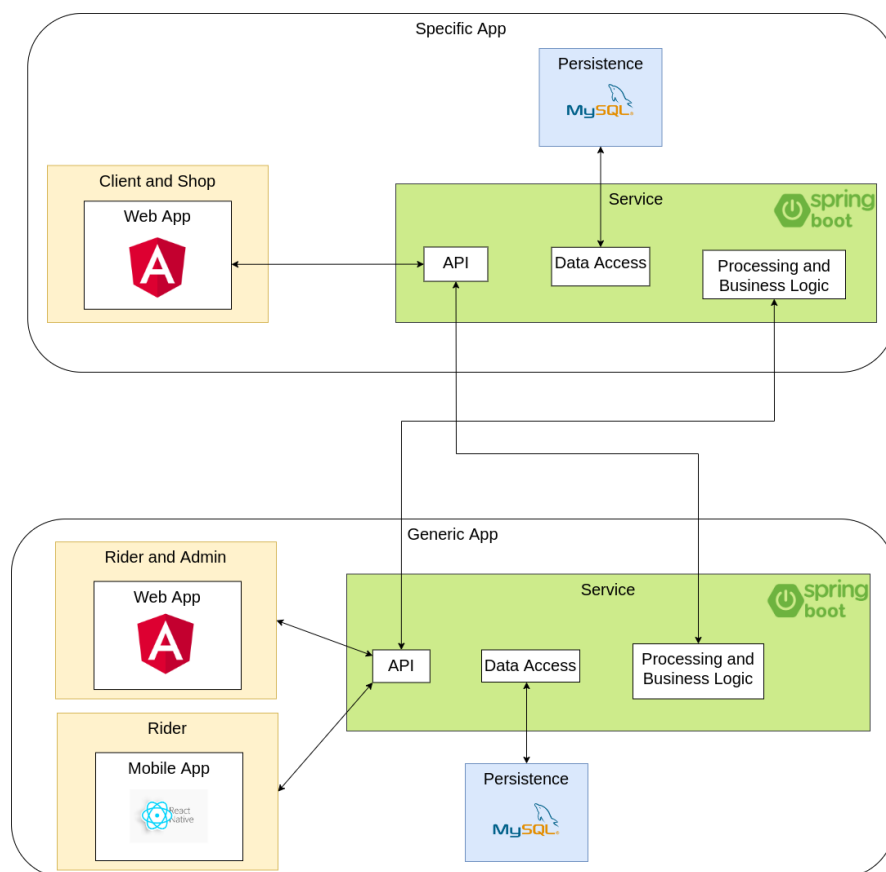 Specific App
Persistence
MySQL
Client and Shop
Web App
Service
spring
boot
API
Data Access
Processing and
Business Logic
Generic App
Rider and Admin
Web App
Service
spring
boot
API
Data Access
Processing and
Business Logic
Rider
Mobile App
React
Native
Persistence
MySQL